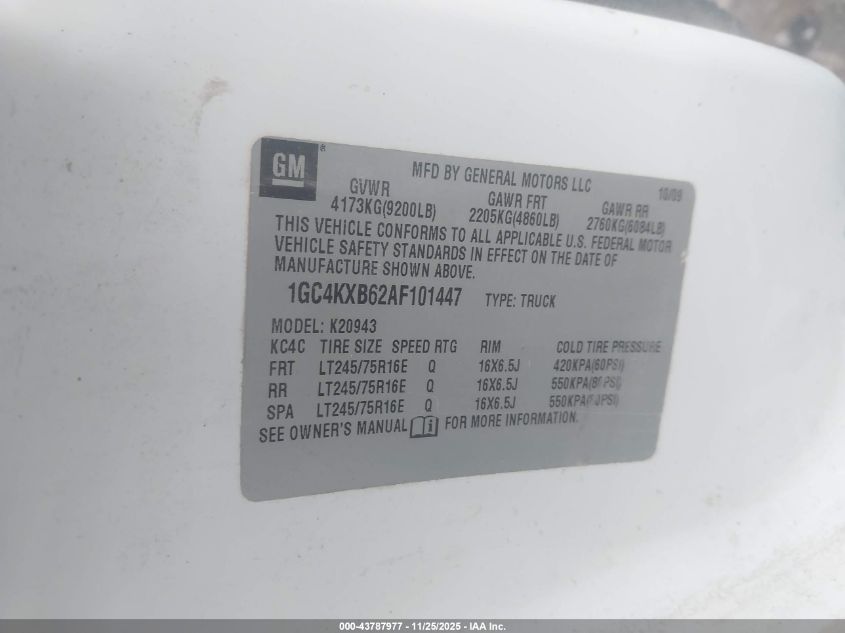 GM®
MFD BY GENERAL MOTORS LLC 10/09
GVWR GAWR FRT GAWR RR
4173KG(9200LB) 2205KG(4860LB) 2760KG(6084LB)
THIS VEHICLE CONFORMS TO ALL APPLICABLE U.S. FEDERAL MOTOR
VEHICLE SAFETY STANDARDS IN EFFECT ON THE DATE OF
MANUFACTURE SHOWN ABOVE.
1GC4KXB62AF101447 TYPE: TRUCK
MODEL: K20943
KC4C TIRE SIZE SPEED RTG RIM COLD TIRE PRESSURE
FRT LT245/75R16E Q 16X6.5J 420KPA(60PSI)
RR LT245/75R16E Q 16X6.5J 550KPA(80PSI)
SPA LT245/75R16E Q 16X6.5J 550KPA(80PSI)
SEE OWNER'S MANUAL FOR MORE INFORMATION.
000-43787977 - 11/25/2025 - IAA Inc.